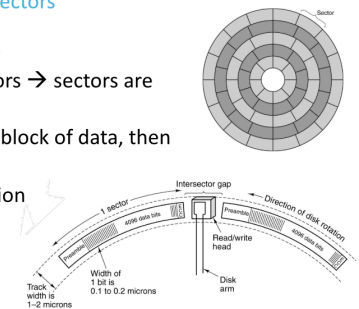 ectors
Sector
ors → sectors are
block of data, then
ion
Intersector gap
1 sector
Direction of disk rotation
Preamble
4096 data bits
Preamble
4096 data bits
Read/write
head
Width of
1 bit is
0.1 to 0.2 microns
Track
width is
1–2 microns
Disk
arm